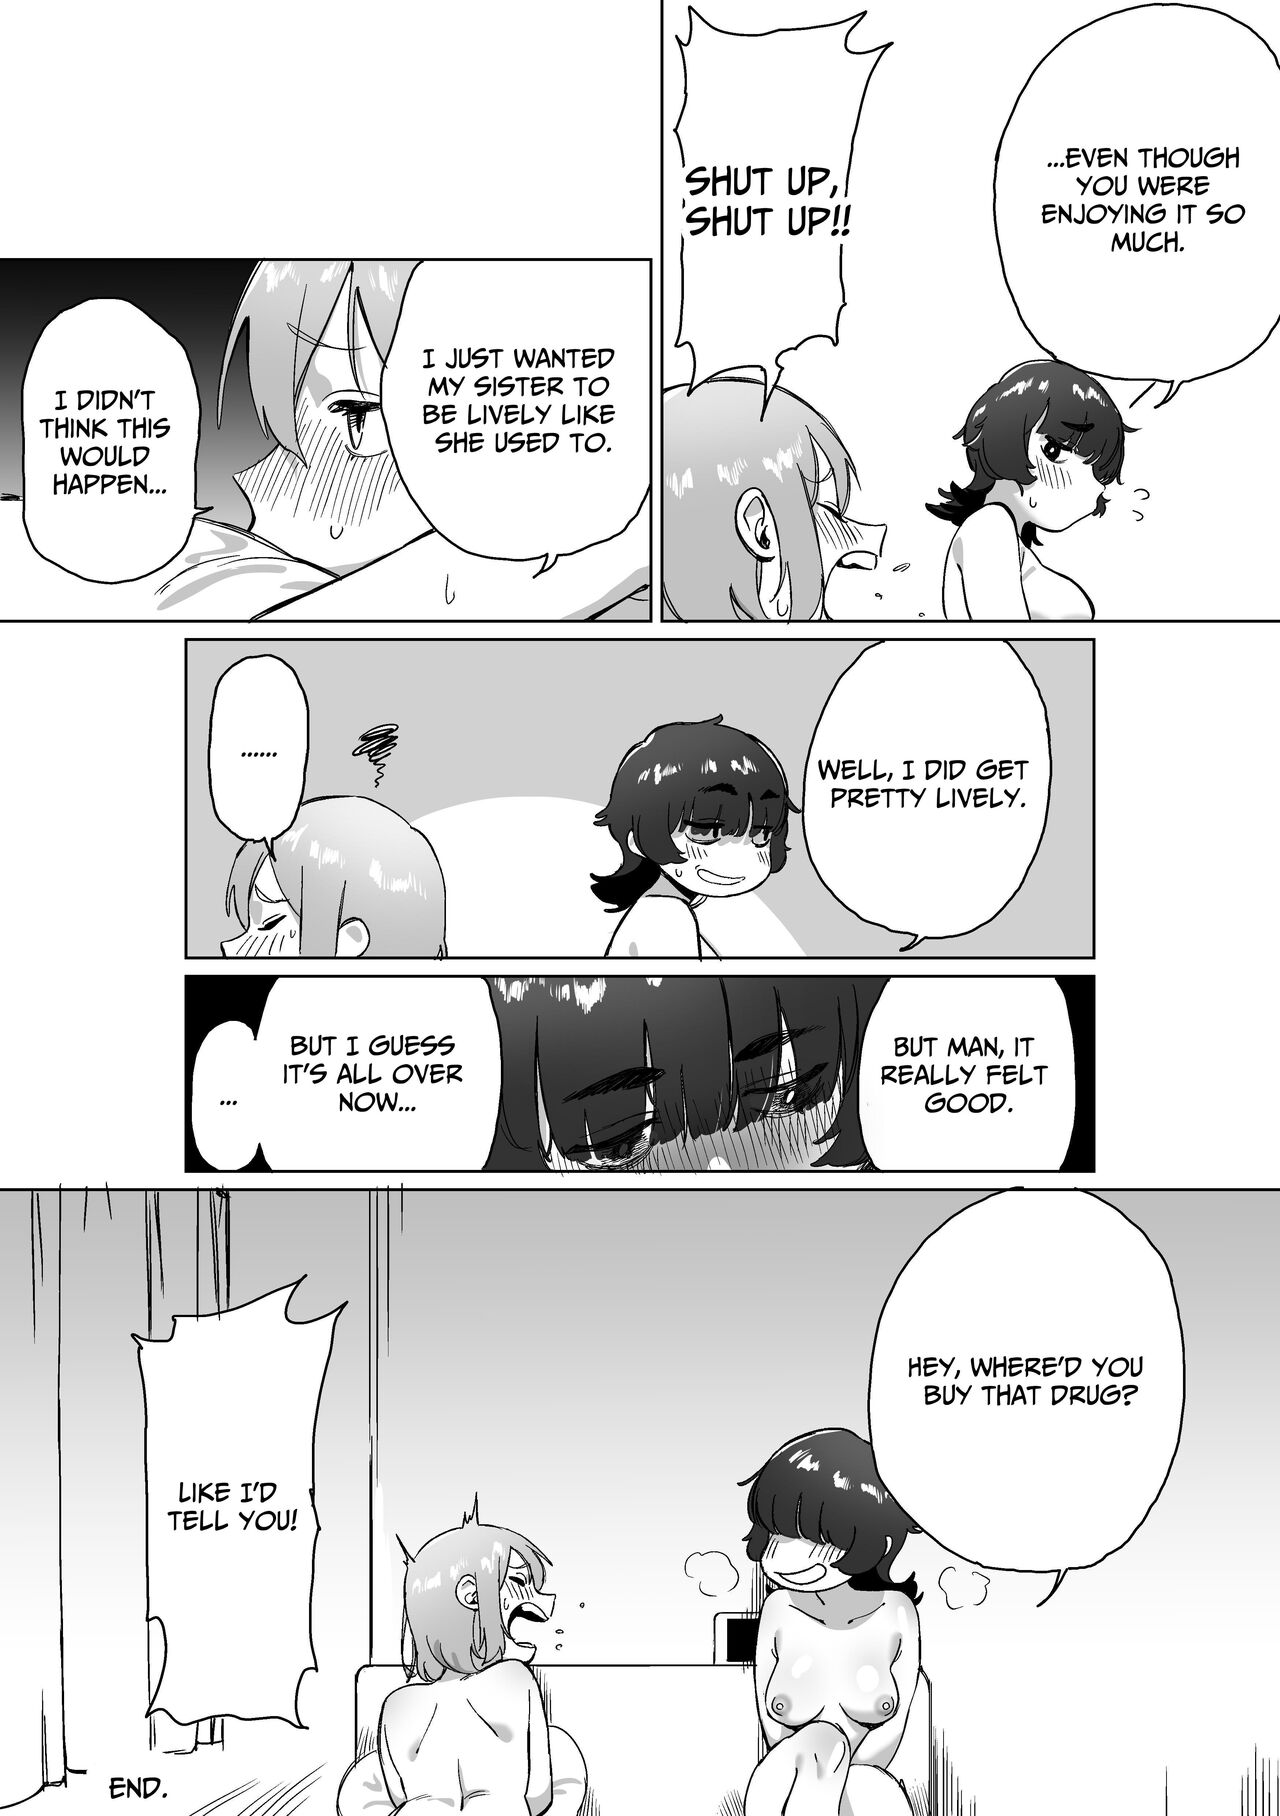 ...EVEN THOUGH
YOU WERE
ENJOYING IT SO
MUCH.
SHUT UP,
SHUT UP!!
I JUST WANTED
MY SISTER TO
BE LIVELY LIKE
SHE USED TO.
I DIDN'T
THINK THIS
WOULD
HAPPEN...
WELL, I DID GET
PRETTY LIVELY.
......
BUT MAN, IT
REALLY FELT
GOOD.
BUT I GUESS
IT'S ALL OVER
NOW...
...
HEY, WHERE'D YOU
BUY THAT DRUG?
LIKE I'D
TELL YOU!
END.